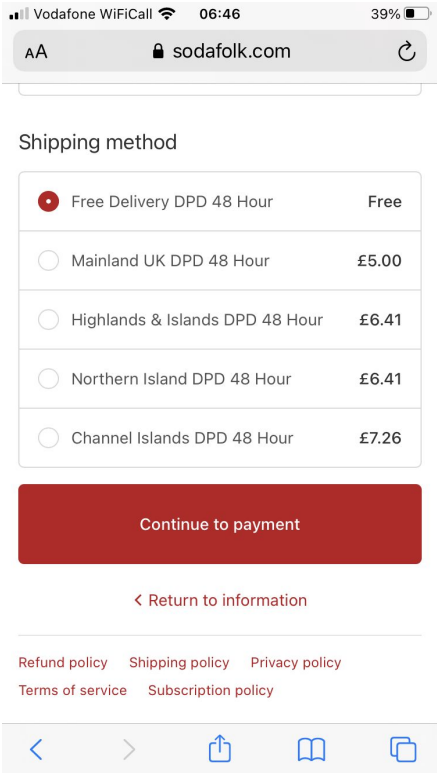 Vodafone WiFiCall 06:46 39%
AA sodafolk.com
Shipping method
Free Delivery DPD 48 Hour Free
Mainland UK DPD 48 Hour £5.00
Highlands & Islands DPD 48 Hour £6.41
Northern Island DPD 48 Hour £6.41
Channel Islands DPD 48 Hour £7.26
Continue to payment
< Return to information
Refund policy Shipping policy Privacy policy
Terms of service Subscription policy